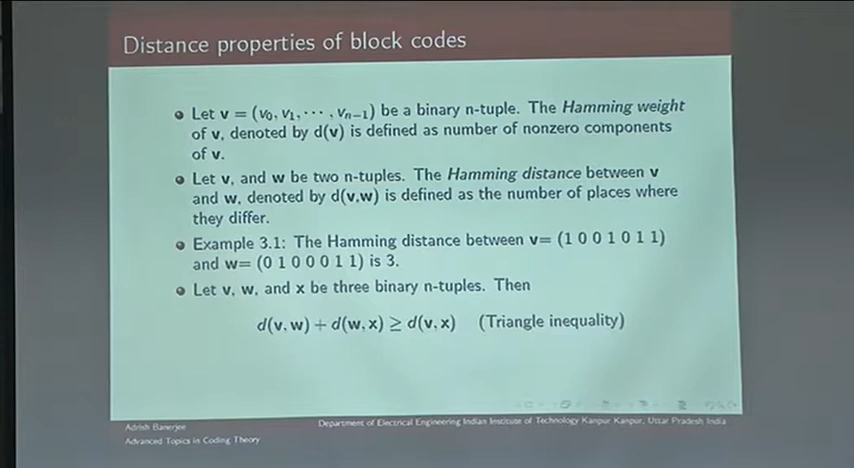 Distance properties of block codes
Let v = (v₀, v₁, ··· , vₙ₋₁) be a binary n-tuple. The Hamming weight
of v, denoted by d(v) is defined as number of nonzero components
of v.
Let v, and w be two n-tuples. The Hamming distance between v
and w, denoted by d(v,w) is defined as the number of places where
they differ.
Example 3.1: The Hamming distance between v= (1 0 0 1 0 1 1)
and w= (0 1 0 0 0 1 1) is 3.
Let v, w, and x be three binary n-tuples. Then
d(v, w) + d(w, x) ≥ d(v, x) (Triangle inequality)
Adrish Banerjee
Department of Electrical Engineering Indian Institute of Technology Kanpur Kanpur, Uttar Pradesh India
Advanced Topics in Coding Theory